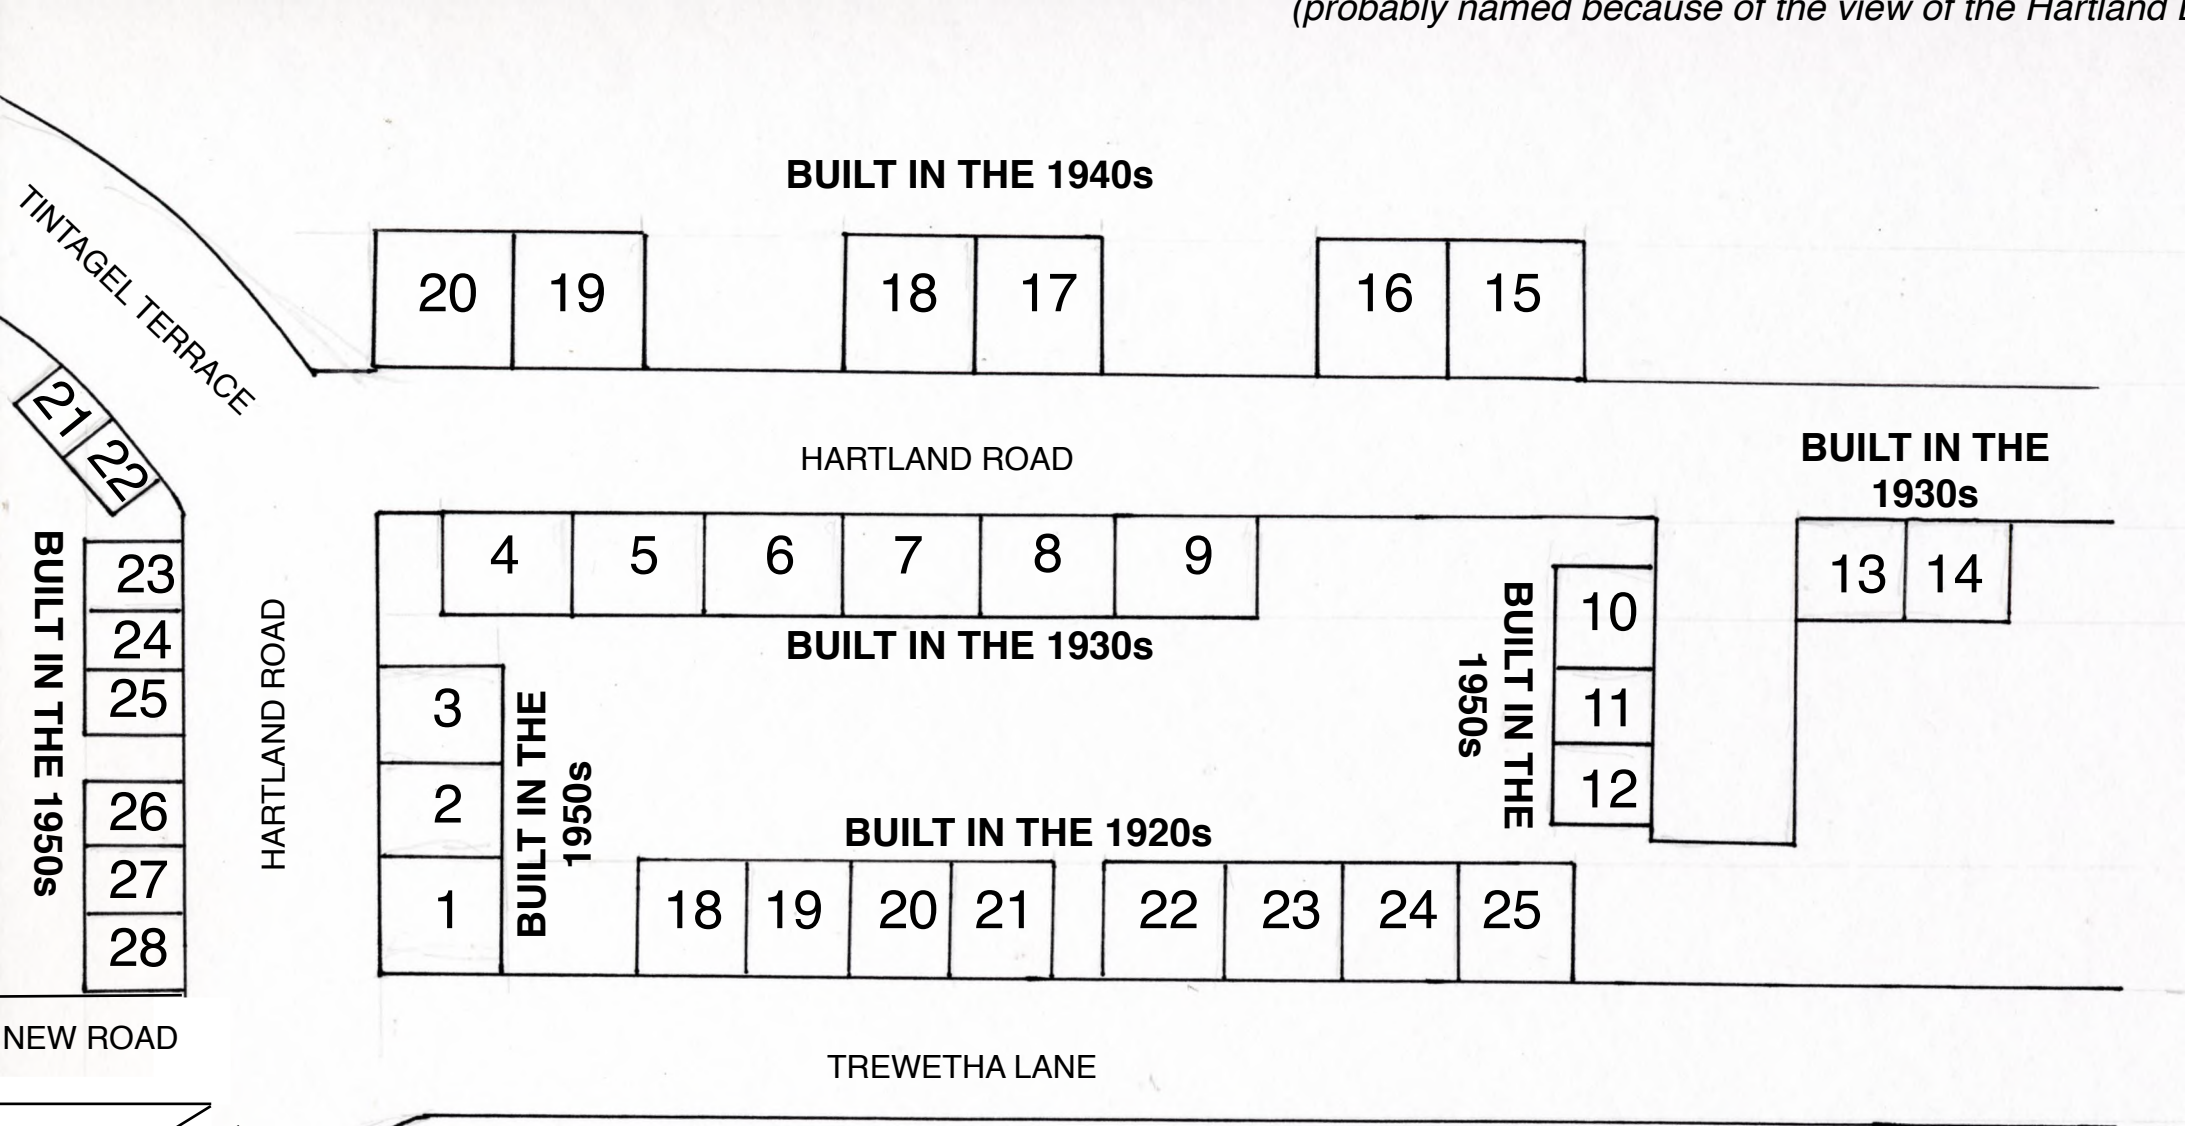 (probably named because of the view of the Hartland
BUILT IN THE 1940s
TINTAGEL TERRACE
20 19 18 17 16 15
HARTLAND ROAD
BUILT IN THE
1930s
21
22
4 5 6 7 8 9
13 14
BUILT IN THE 1930s
10
11
12
BUILT IN THE
1950s
23
24
25
26
27
28
BUILT IN THE 1950s
HARTLAND ROAD
3
2
1
BUILT IN THE
1950s
BUILT IN THE 1920s
18 19 20 21 22 23 24 25
NEW ROAD
TREWETHA LANE